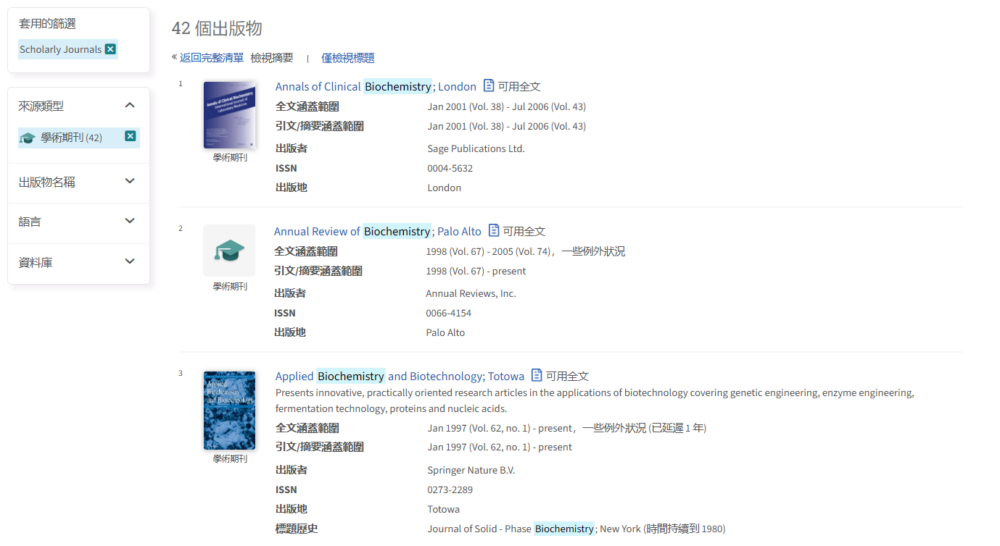 套用的篩選
Scholarly Journals
來源類型
學術期刊 (42)
出版物名稱
語言
資料庫
42 個出版物
« 返回完整清單 檢視摘要 | 僅檢視標題
1
Annals of Clinical Biochemistry
International Journal of
Laboratory Medicine
學術期刊
Annals of Clinical Biochemistry; London 可用全文
全文涵蓋範圍 Jan 2001 (Vol. 38) - Jul 2006 (Vol. 43)
引文/摘要涵蓋範圍 Jan 2001 (Vol. 38) - Jul 2006 (Vol. 43)
出版者 Sage Publications Ltd.
ISSN 0004-5632
出版地 London
2
學術期刊
Annual Review of Biochemistry; Palo Alto 可用全文
全文涵蓋範圍 1998 (Vol. 67) - 2005 (Vol. 74)，一些例外狀況
引文/摘要涵蓋範圍 1998 (Vol. 67) - present
出版者 Annual Reviews, Inc.
ISSN 0066-4154
出版地 Palo Alto
3
Applied
Biochemistry
and Biotechnology
學術期刊
Applied Biochemistry and Biotechnology; Totowa 可用全文
Presents innovative, practically oriented research articles in the applications of biotechnology covering genetic engineering, enzyme engineering,
fermentation technology, proteins and nucleic acids.
全文涵蓋範圍 Jan 1997 (Vol. 62, no. 1) - present，一些例外狀況 (已延遲 1 年)
引文/摘要涵蓋範圍 Jan 1997 (Vol. 62, no. 1) - present
出版者 Springer Nature B.V.
ISSN 0273-2289
出版地 Totowa
標題歷史 Journal of Solid - Phase Biochemistry; New York (時間持續到 1980)